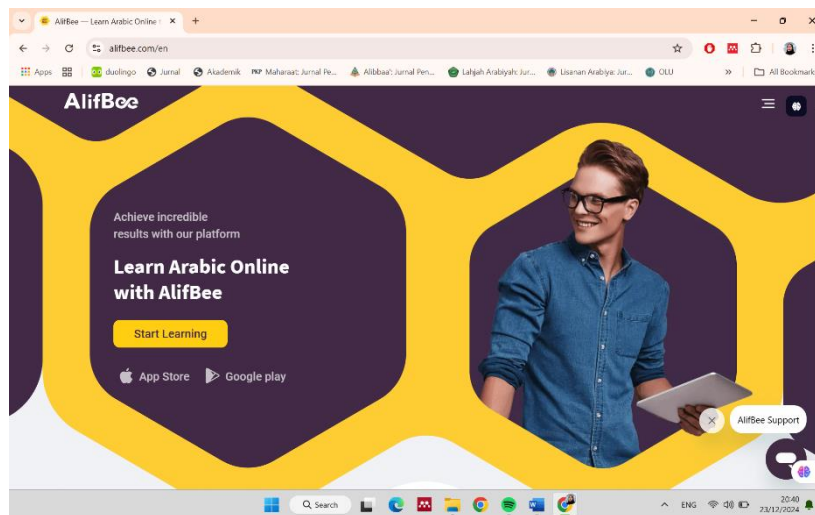 AlifBee — Learn Arabic Online
alifbee.com/en
Apps duolingo Jurnal Akademik PKP Maharaat: Jurnal Pe... Alibbaa': Jurnal Pen... Lahjah Arabiyah: Jur... Lisanan Arabiya: Jur... OLU All Bookmark
AlifBee
Achieve incredible
results with our platform
Learn Arabic Online
with AlifBee
Start Learning
App Store Google play
AlifBee Support
Search
ENG
20:40
23/12/2024